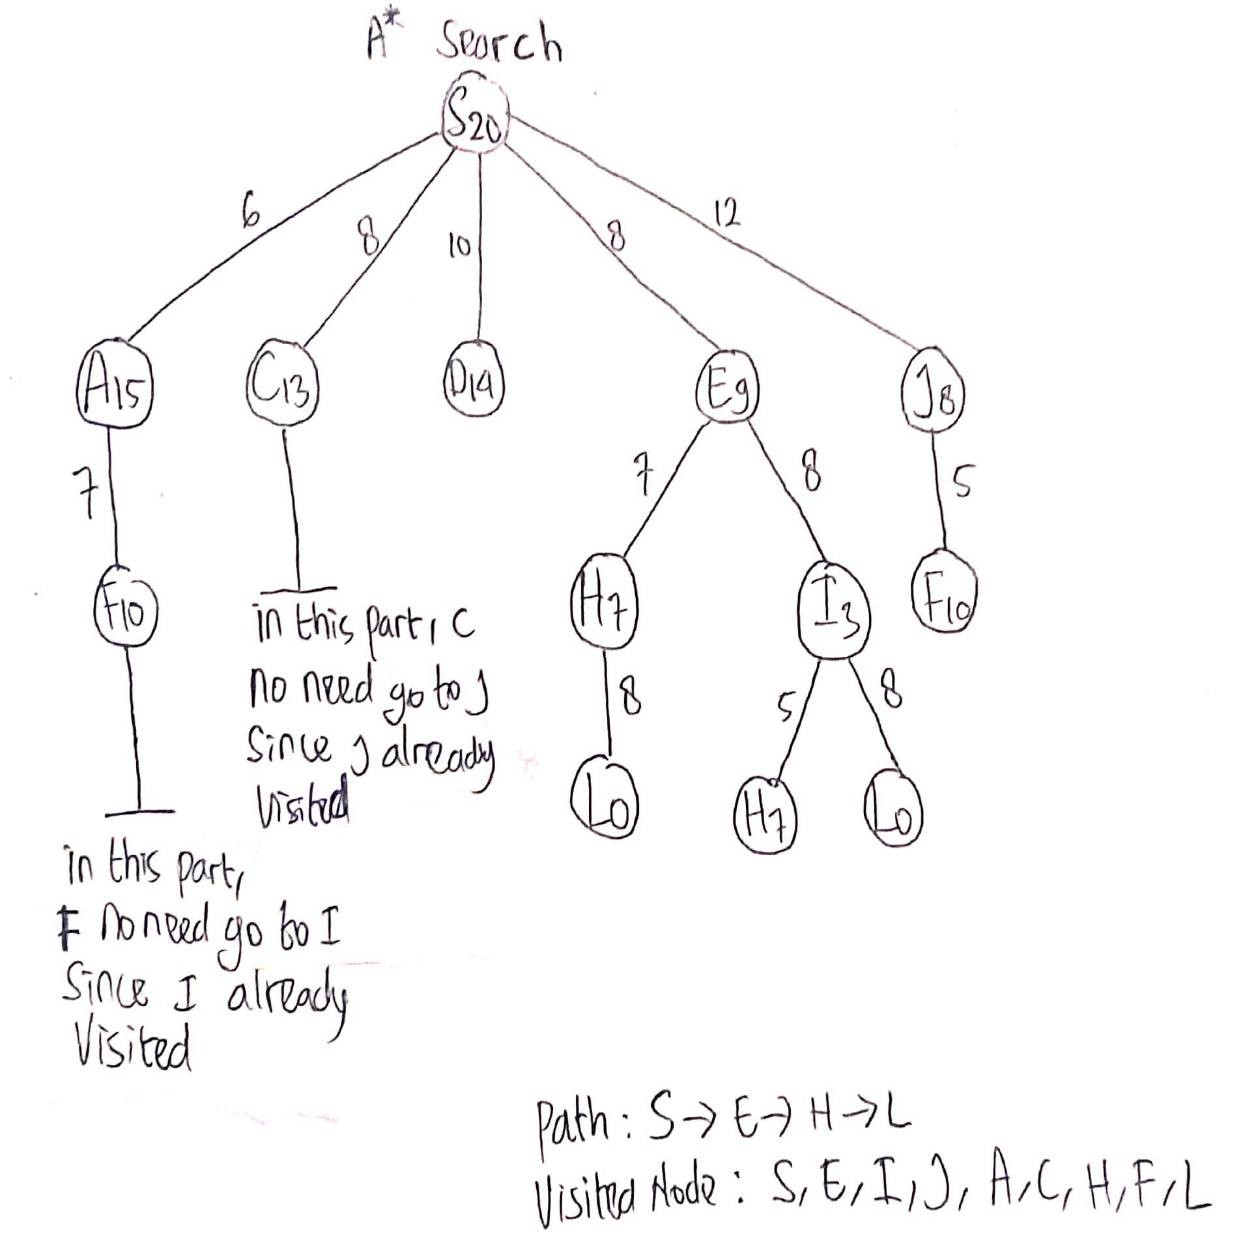 A* Search
S20
6
8
10
8
12
A15
C13
D14
E9
J8
7
7
8
5
F10
H7
I3
F10
in this part, C
no need go to J
Since J already
Visited
8
5
8
L0
H7
L0
in this part,
F no need go to I
Since I already
Visited
Path: S→ E→ H→L
Visited Node: S, E, I, J, A, C, H, F, L